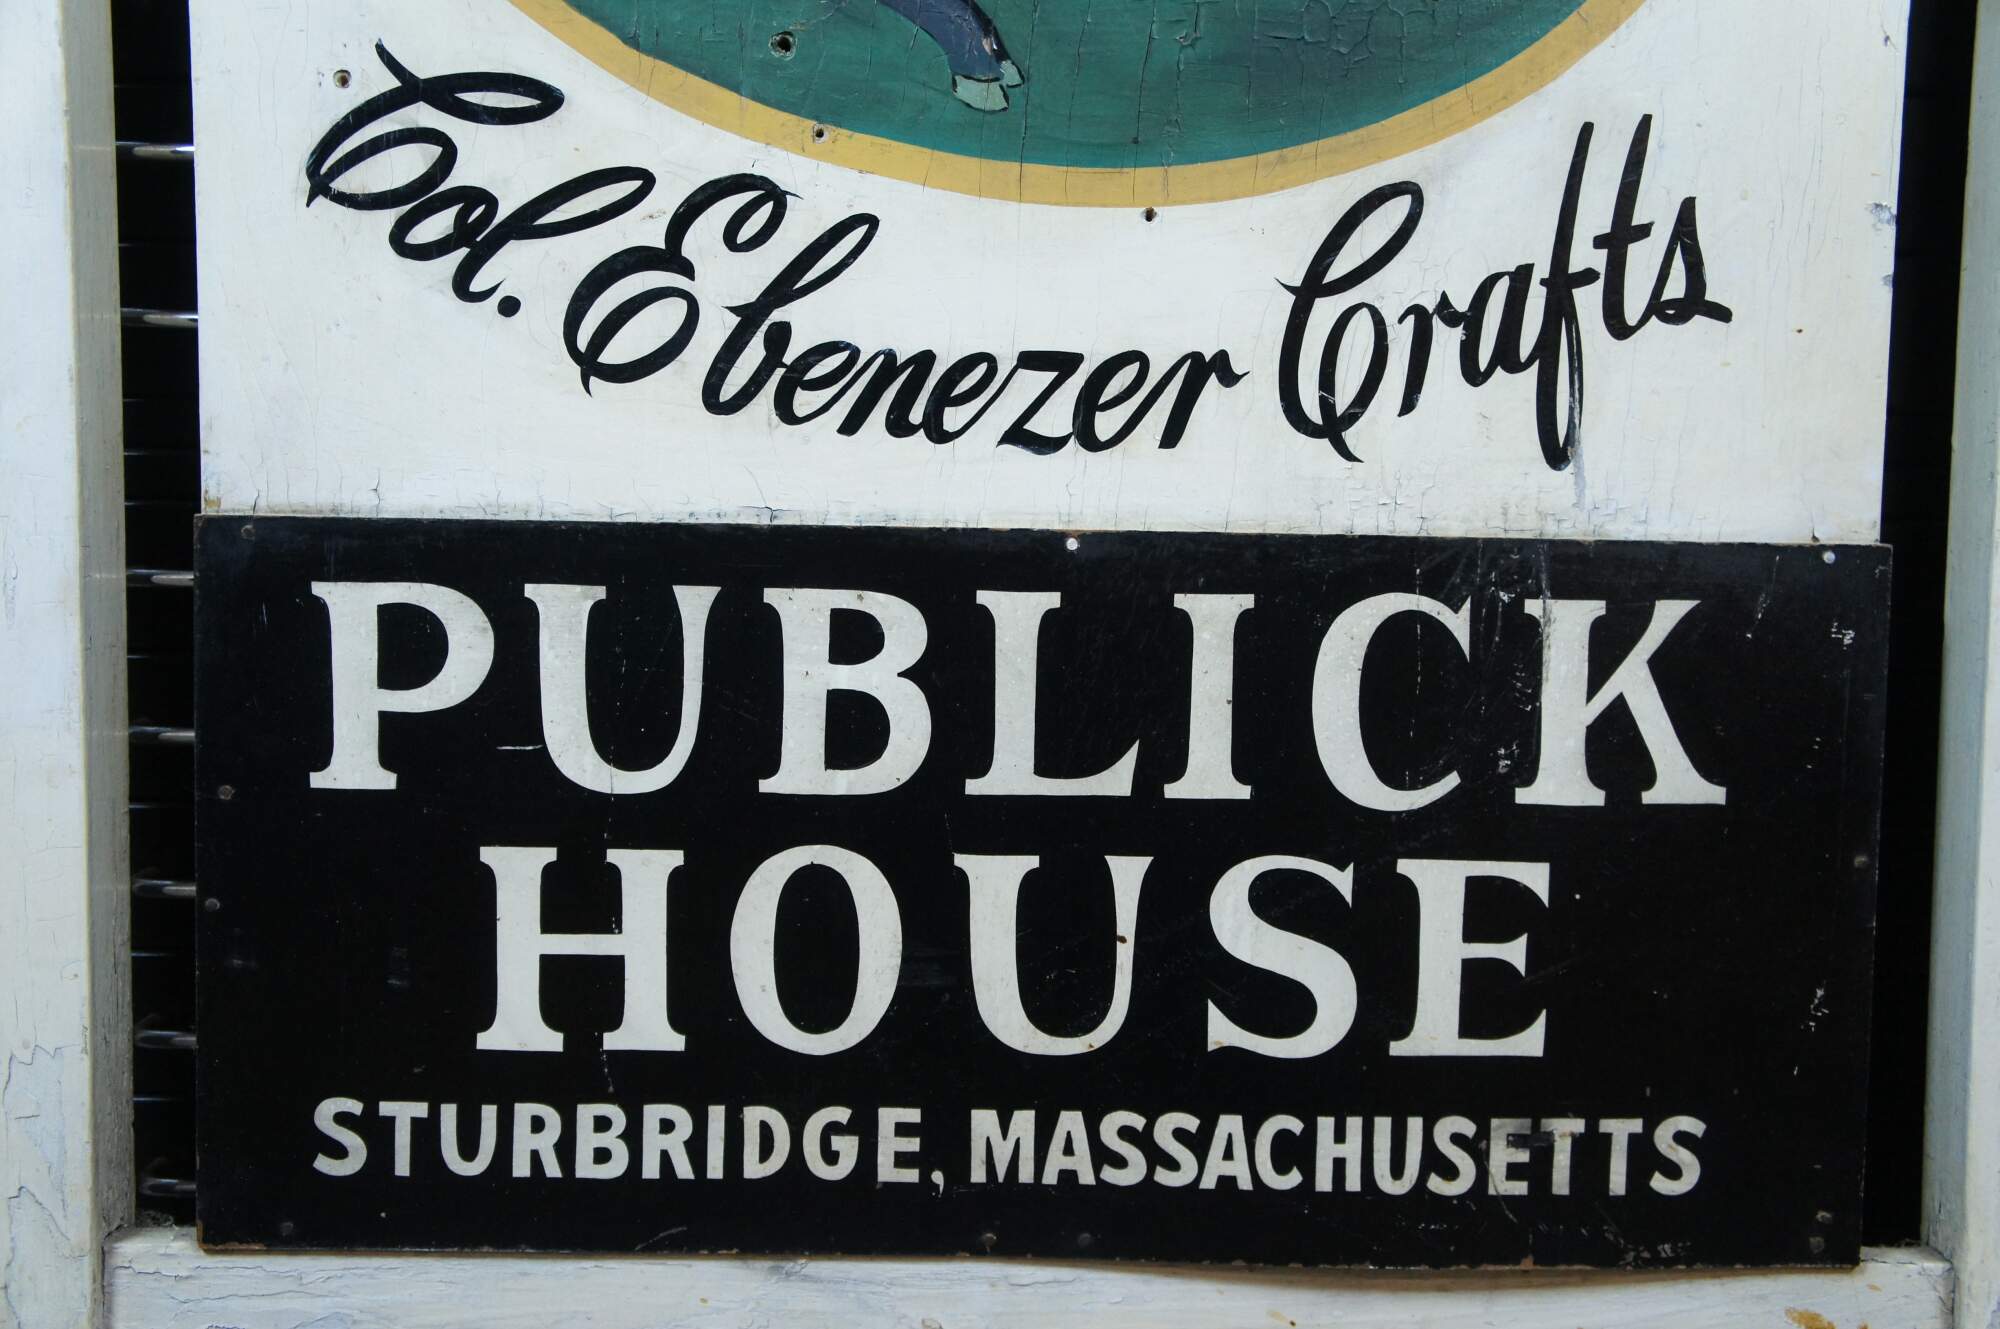 Col. Ebenezer Crafts
PUBLICK
HOUSE
STURBRIDGE, MASSACHUSETTS